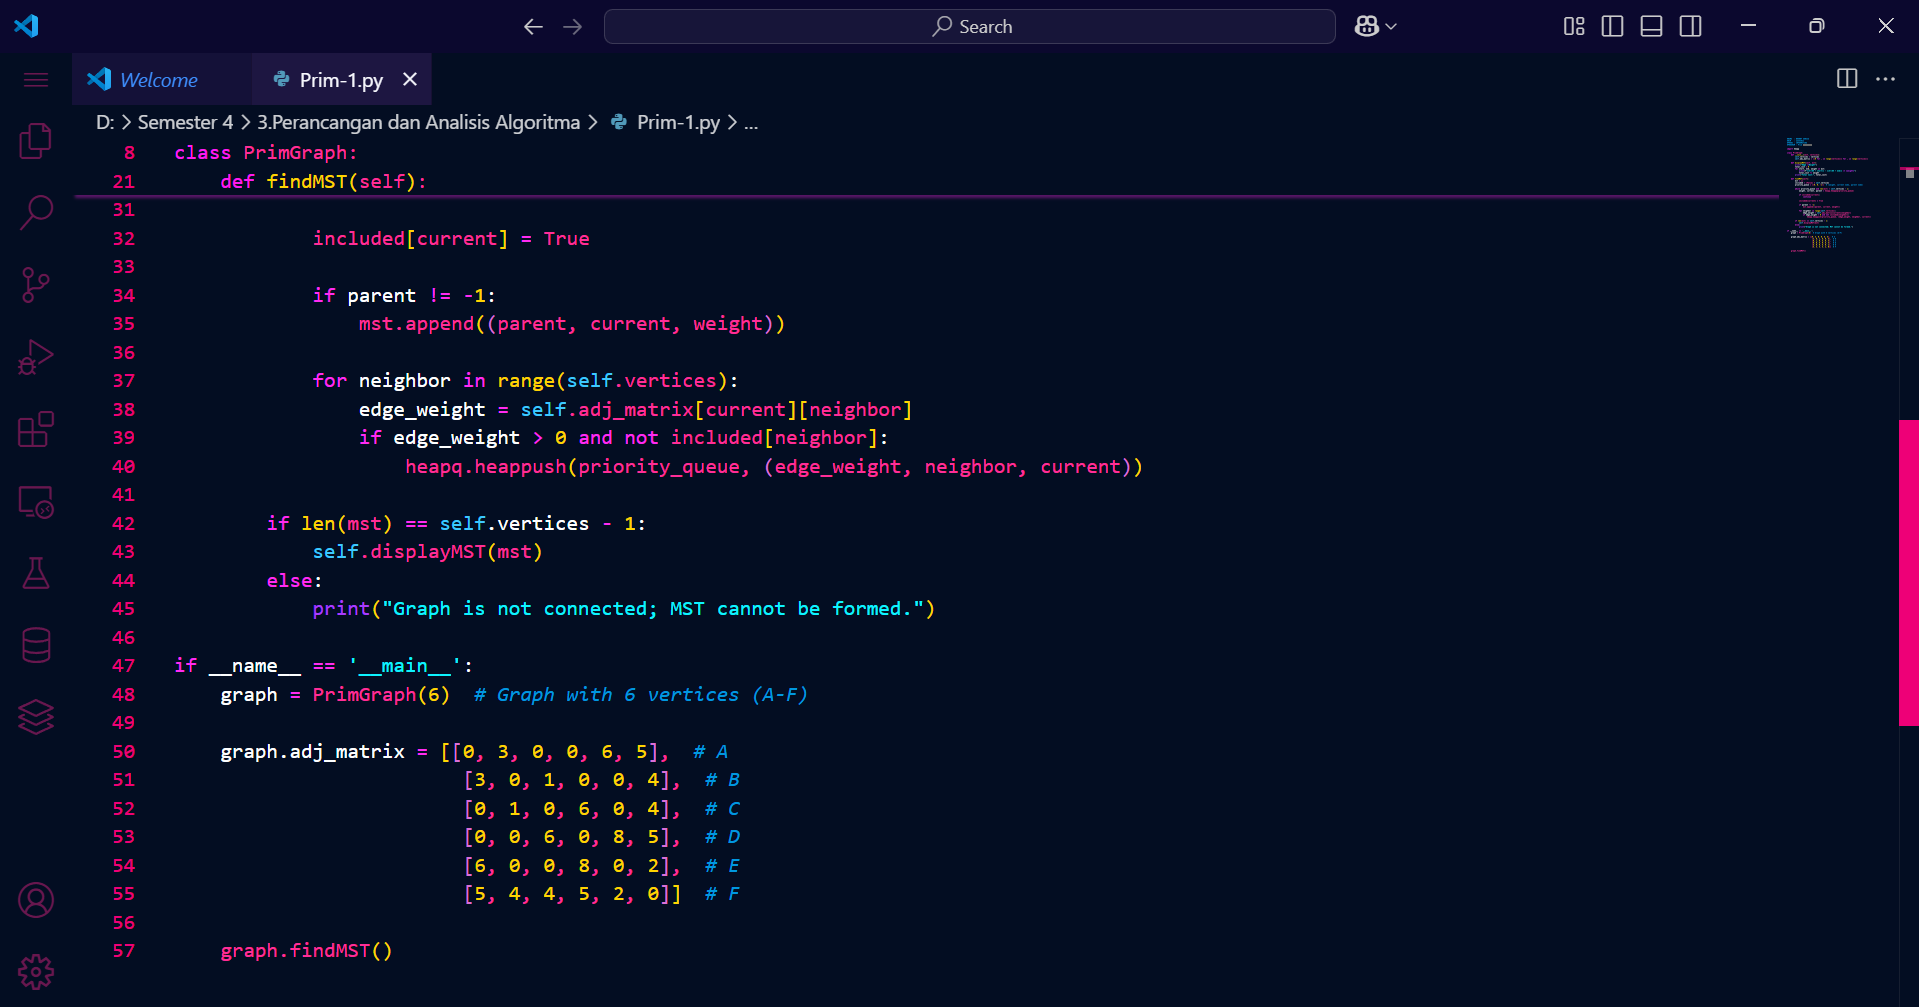 Search
Welcome
Prim-1.py
D: > Semester 4 > 3.Perancangan dan Analisis Algoritma > Prim-1.py > ...
8 class PrimGraph:
21     def findMST(self):
31
32             included[current] = True
33
34             if parent != -1:
35                 mst.append((parent, current, weight))
36
37             for neighbor in range(self.vertices):
38                 edge_weight = self.adj_matrix[current][neighbor]
39                 if edge_weight > 0 and not included[neighbor]:
40                     heapq.heappush(priority_queue, (edge_weight, neighbor, current))
41
42         if len(mst) == self.vertices - 1:
43             self.displayMST(mst)
44         else:
45             print("Graph is not connected; MST cannot be formed.")
46
47 if __name__ == '__main__':
48     graph = PrimGraph(6)  # Graph with 6 vertices (A-F)
49
50     graph.adj_matrix = [[0, 3, 0, 0, 6, 5],  # A
51                          [3, 0, 1, 0, 0, 4],  # B
52                          [0, 1, 0, 6, 0, 4],  # C
53                          [0, 0, 6, 0, 8, 5],  # D
54                          [6, 0, 0, 8, 0, 2],  # E
55                          [5, 4, 4, 5, 2, 0]]  # F
56
57     graph.findMST()